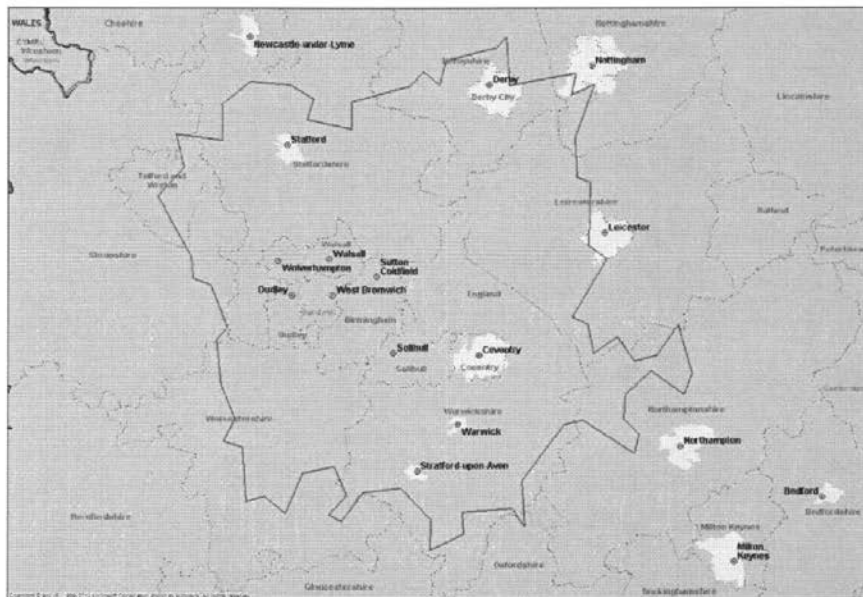 WALES
Cheshire
Nottinghamshire
Newcastle-under-Lyme
Nottingham
Derby
Derby City
Lincolnshire
Stafford
Staffordshire
Telford and
Leicestershire
Rutland
Leicester
Shropshire
Walsall
Walsall
Wolverhampton
Sutton
Coldfield
Dudley
West Bromwich
England
Birmingham
Dudley
Solihull
Coventry
Solihull
Coventry
Northamptonshire
Warwickshire
Worcestershire
Warwick
Northampton
Stratford-upon-Avon
Bedford
Bedfordshire
Herefordshire
Milton Keynes
Milton
Keynes
Oxfordshire
Gloucestershire
Buckinghamshire